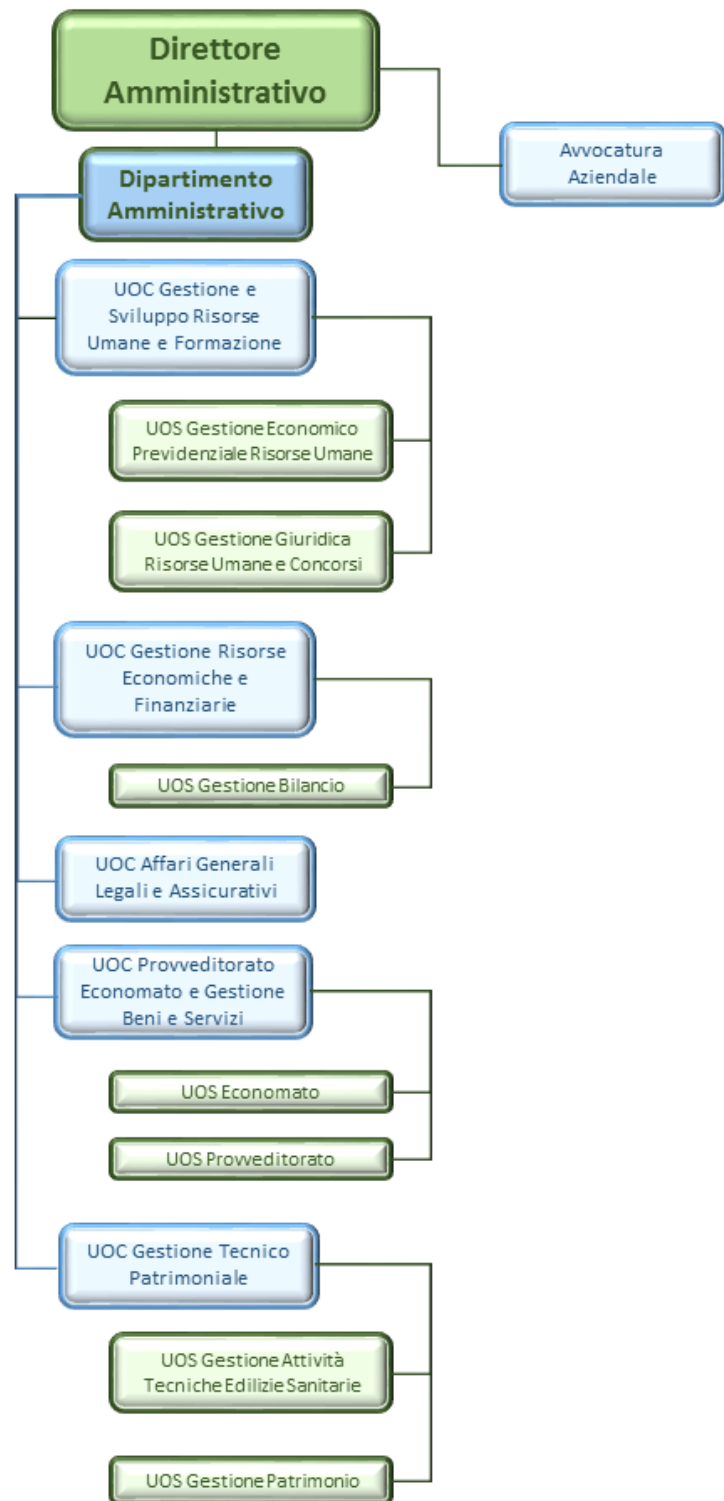 Direttore
Amministrativo
Avvocatura
Aziendale
Dipartimento
Amministrativo
UOC Gestione e
Sviluppo Risorse
Umane e Formazione
UOS Gestione Economico
Previdenziale Risorse Umane
UOS Gestione Giuridica
Risorse Umane e Concorsi
UOC Gestione Risorse
Economiche e
Finanziarie
UOS Gestione Bilancio
UOC Affari Generali
Legali e Assicurativi
UOC Provveditorato
Economato e Gestione
Beni e Servizi
UOS Economato
UOS Provveditorato
UOC Gestione Tecnico
Patrimoniale
UOS Gestione Attività
Tecniche Edilizie Sanitarie
UOS Gestione Patrimonio